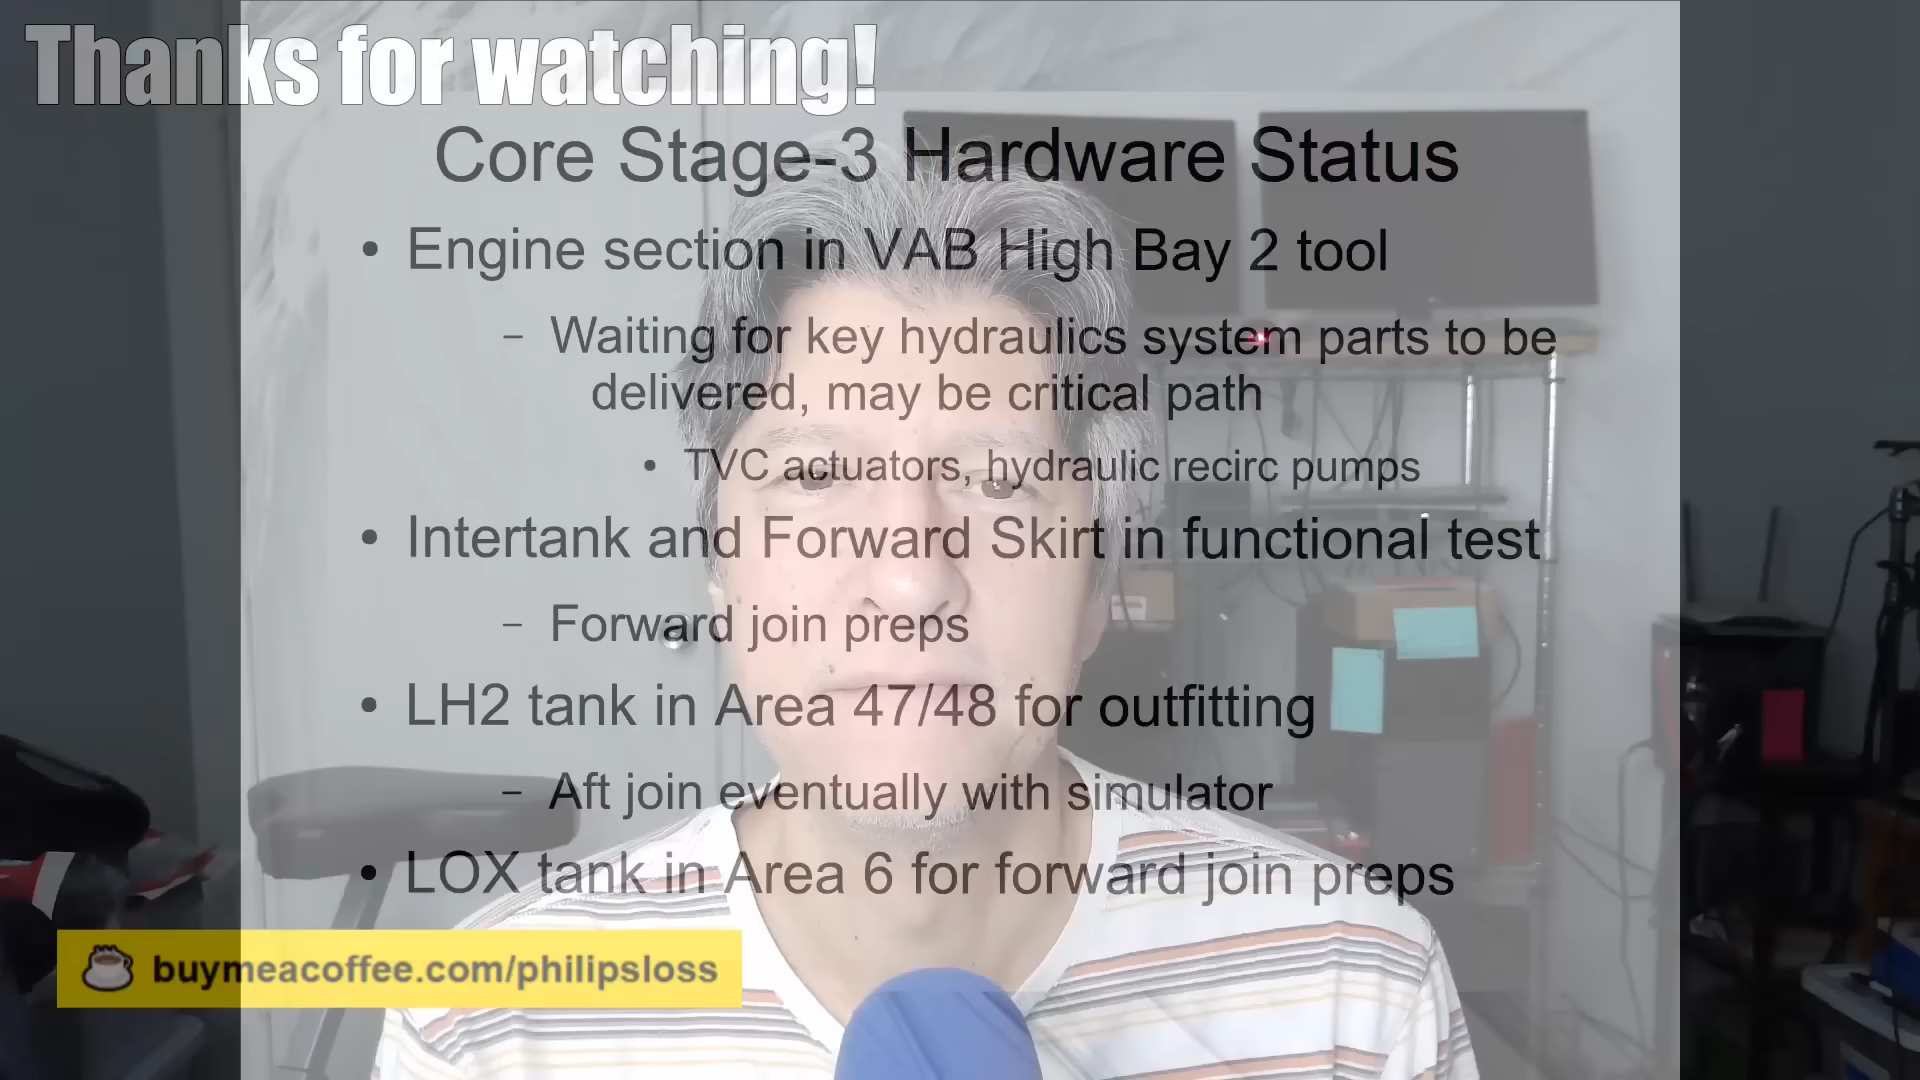 Thanks for watching!
Core Stage-3 Hardware Status
• Engine section in VAB High Bay 2 tool
– Waiting for key hydraulics system parts to be
delivered, may be critical path
• TVC actuators, hydraulic recirc pumps
• Intertank and Forward Skirt in functional test
– Forward join preps
• LH2 tank in Area 47/48 for outfitting
– Aft join eventually with simulator
• LOX tank in Area 6 for forward join preps
buymeacoffee.com/philipsloss